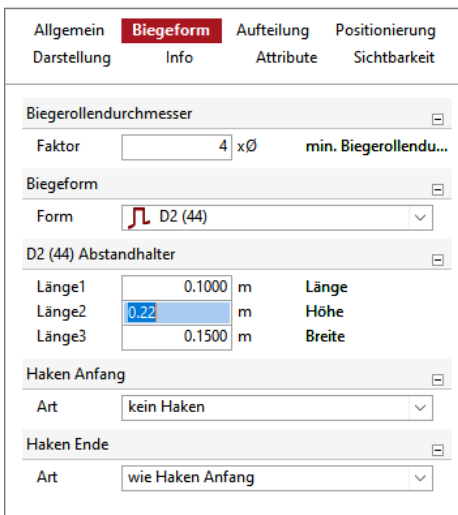 Allgemein Biegeform Aufteilung Positionierung
Darstellung Info Attribute Sichtbarkeit
Biegerollendurchmesser
Faktor 4 xØ min. Biegerollendu...
Biegeform
Form D2 (44)
D2 (44) Abstandhalter
Länge1 0.1000 m Länge
Länge2 0.22 m Höhe
Länge3 0.1500 m Breite
Haken Anfang
Art kein Haken
Haken Ende
Art wie Haken Anfang